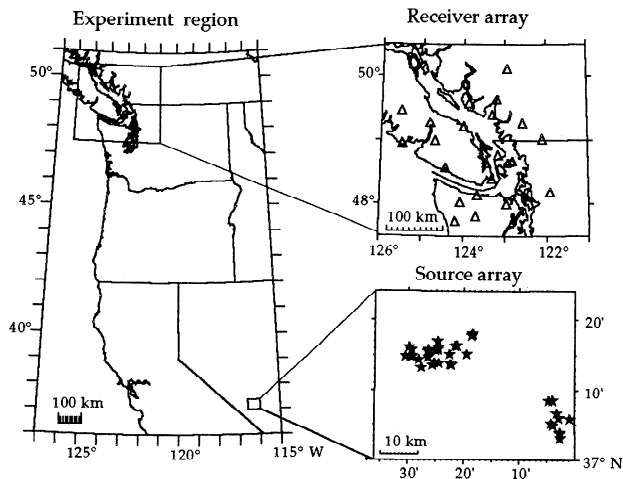 Experiment region
Receiver array
50°
45°
40°
100 km
125°
120°
115° W
50°
48°
100 km
126°
124°
122°
Source array
20'
10'
37° N
10 km
30'
20'
10'